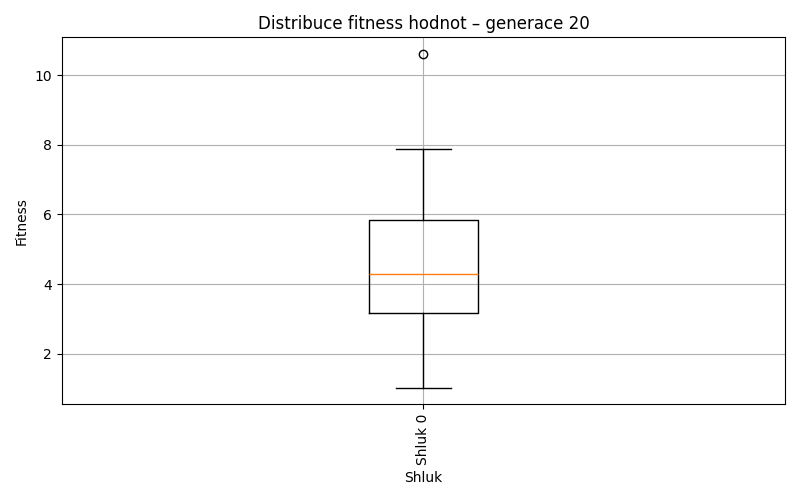 Distribuce fitness hodnot – generace 20
Fitness
10
8
6
4
2
Shluk 0
Shluk